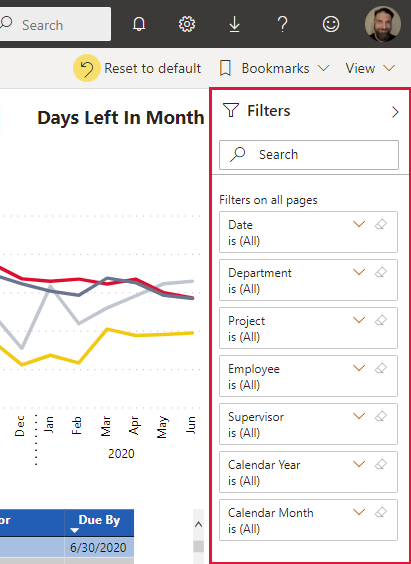 Search
Reset to default
Bookmarks
View
Days Left In Month
Filters
Search
Filters on all pages
Date
is (All)
Department
is (All)
Project
is (All)
Employee
is (All)
Supervisor
is (All)
Calendar Year
is (All)
Calendar Month
is (All)
Dec
Jan
Feb
Mar
Apr
May
Jun
2020
or
Due By
6/30/2020